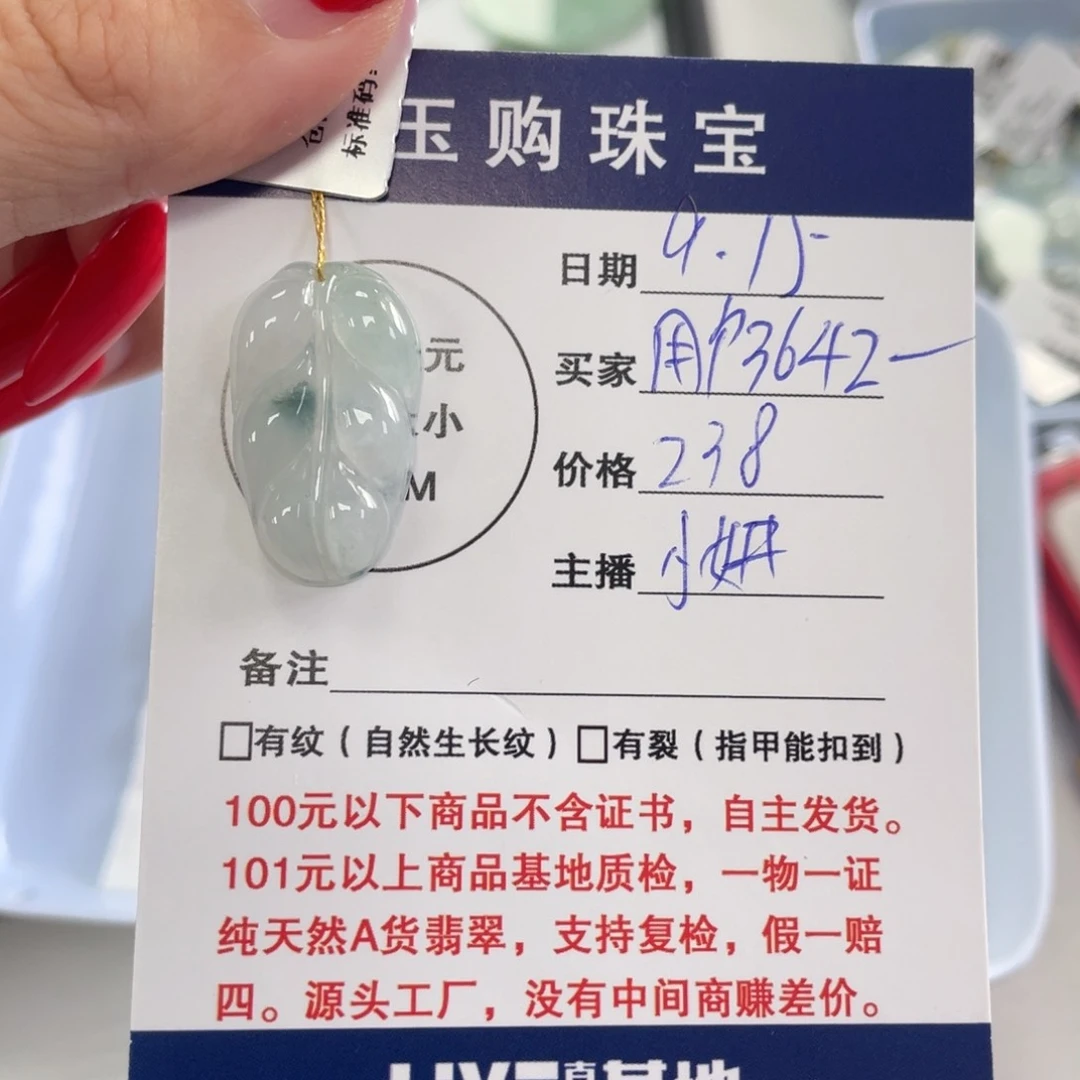 标准码:
玉购珠宝
日期 9.15
元
买家 用户3642
小
价格 238
M
主播 小妍
备注
□有纹(自然生长纹) □有裂(指甲能扣到)
100元以下商品不含证书，自主发货。
101元以上商品基地质检，一物一证
纯天然A货翡翠，支持复检，假一赔
四。源头工厂，没有中间商赚差价。